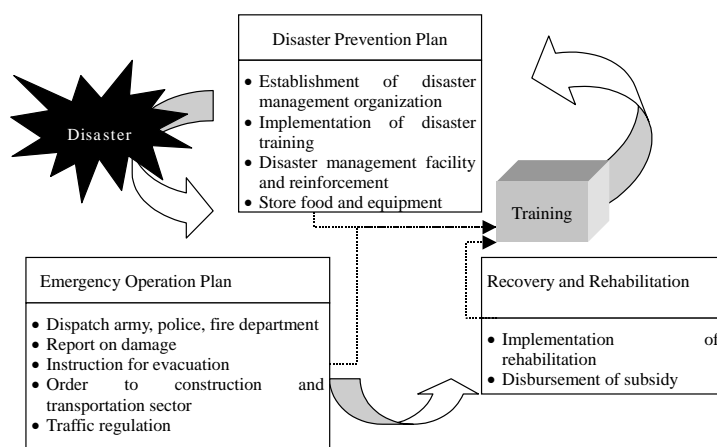 Disaster Prevention Plan
• Establishment of disaster
management organization
• Implementation of disaster
training
• Disaster management facility
and reinforcement
• Store food and equipment
Disaster
Training
Emergency Operation Plan
• Dispatch army, police, fire department
• Report on damage
• Instruction for evacuation
• Order to construction and
transportation sector
• Traffic regulation
Recovery and Rehabilitation
• Implementation of
rehabilitation
• Disbursement of subsidy